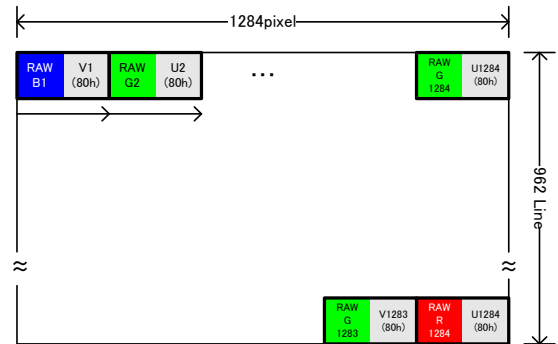 1284pixel
RAW B1
V1 (80h)
RAW G2
U2 (80h)
...
RAW G 1284
U1284 (80h)
962 Line
≈
≈
RAW G 1283
V1283 (80h)
RAW R 1284
U1284 (80h)